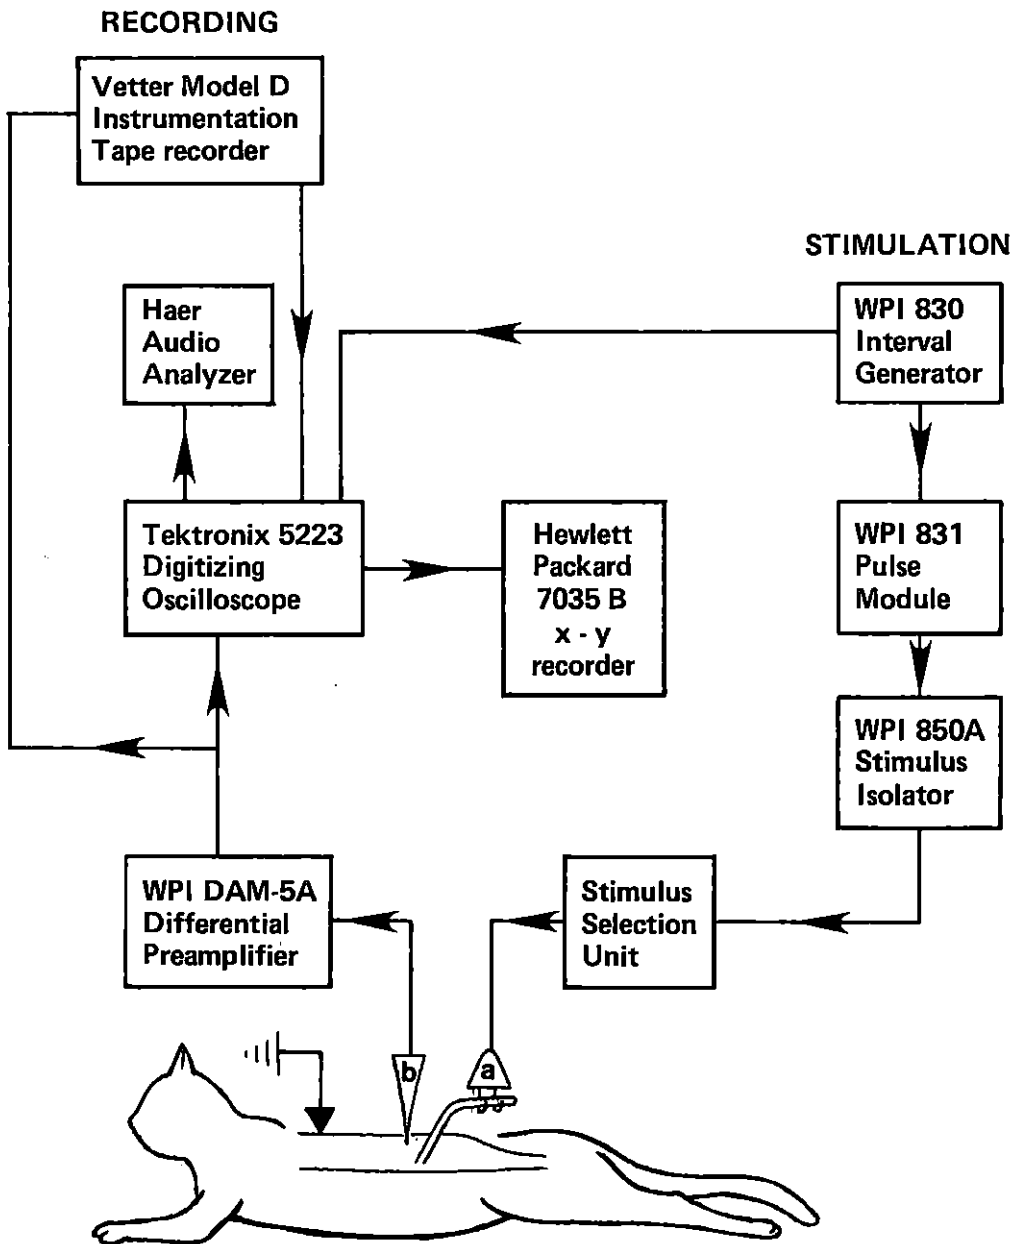 RECORDING
Vetter Model D
Instrumentation
Tape recorder
STIMULATION
Haer
Audio
Analyzer
WPI 830
Interval
Generator
Tektronix 5223
Digitizing
Oscilloscope
Hewlett
Packard
7035 B
x - y
recorder
WPI 831
Pulse
Module
WPI 850A
Stimulus
Isolator
WPI DAM-5A
Differential
Preamplifier
Stimulus
Selection
Unit
b
a